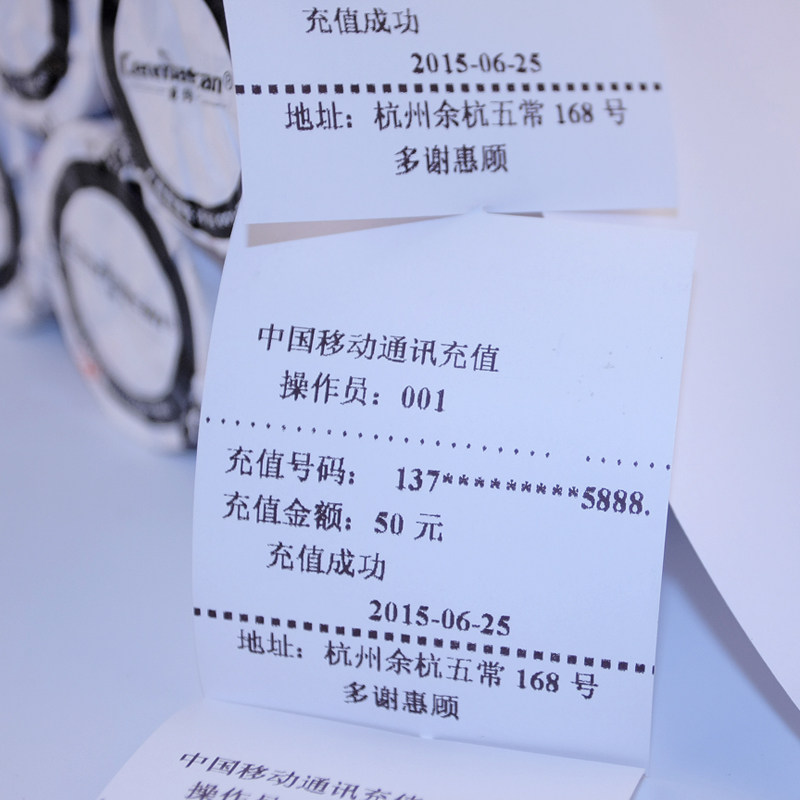 充值成功
2015-06-25
地址：杭州余杭五常 168 号
多谢惠顾
中国移动通讯充值
操作员：001
充值号码： 137*********5888.
充值金额：50 元
充值成功
2015-06-25
地址：杭州余杭五常 168 号
多谢惠顾
中国移动通讯充值
操作员